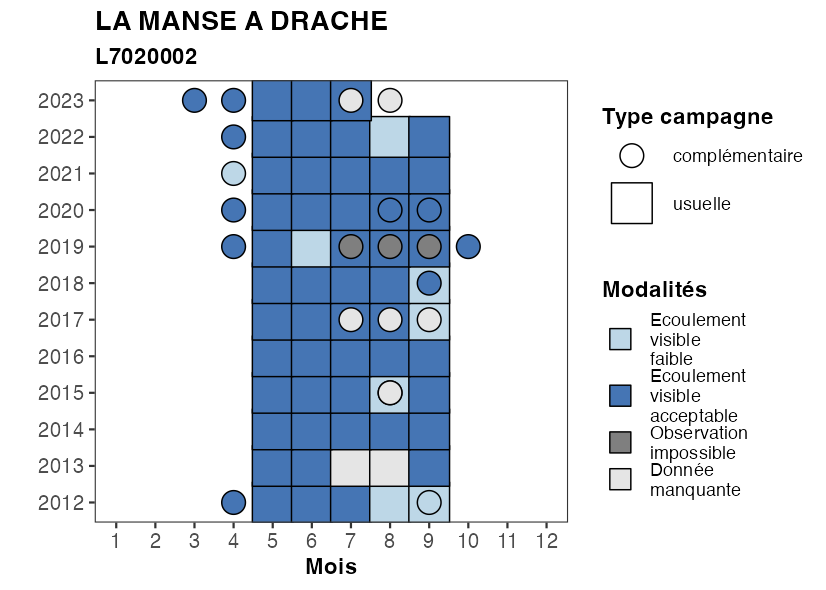 LA MANSE A DRACHE
L7020002
2023
2022
2021
2020
2019
2018
2017
2016
2015
2014
2013
2012
1 2 3 4 5 6 7 8 9 10 11 12
Mois
Type campagne
complémentaire
usuelle
Modalités
Ecoulement
visible
faible
Ecoulement
visible
acceptable
Observation
impossible
Donnée
manquante